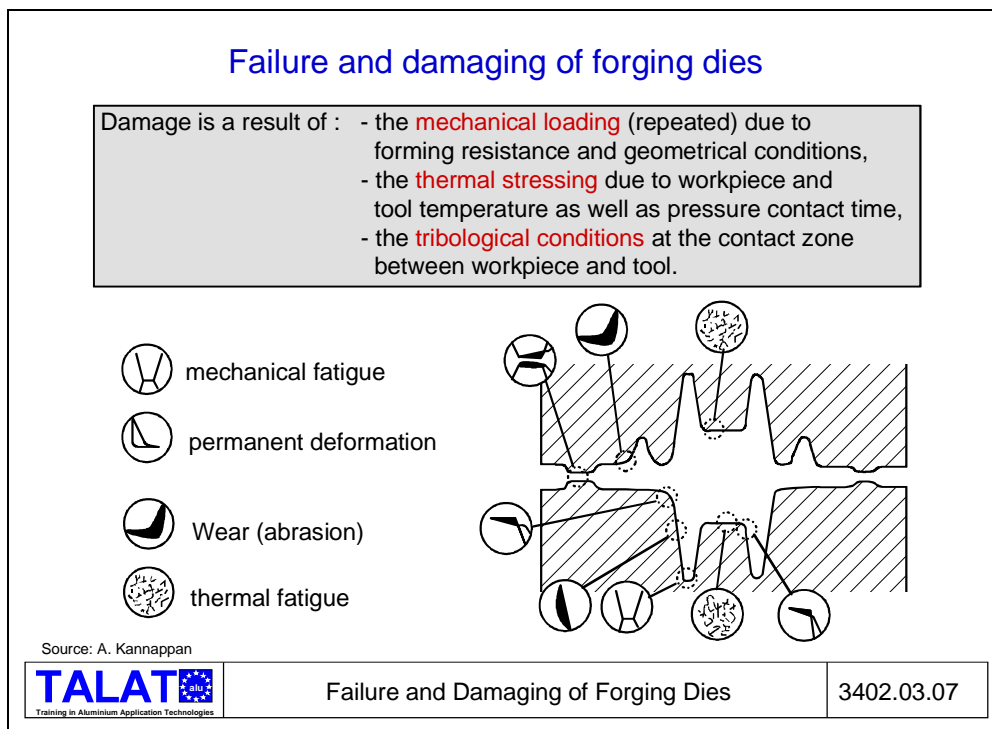 Failure and damaging of forging dies
Damage is a result of : - the mechanical loading (repeated) due to
forming resistance and geometrical conditions,
- the thermal stressing due to workpiece and
tool temperature as well as pressure contact time,
- the tribological conditions at the contact zone
between workpiece and tool.
mechanical fatigue
permanent deformation
Wear (abrasion)
thermal fatigue
Source: A. Kannappan
TALAT
alu
Training in Aluminium Application Technologies
Failure and Damaging of Forging Dies
3402.03.07